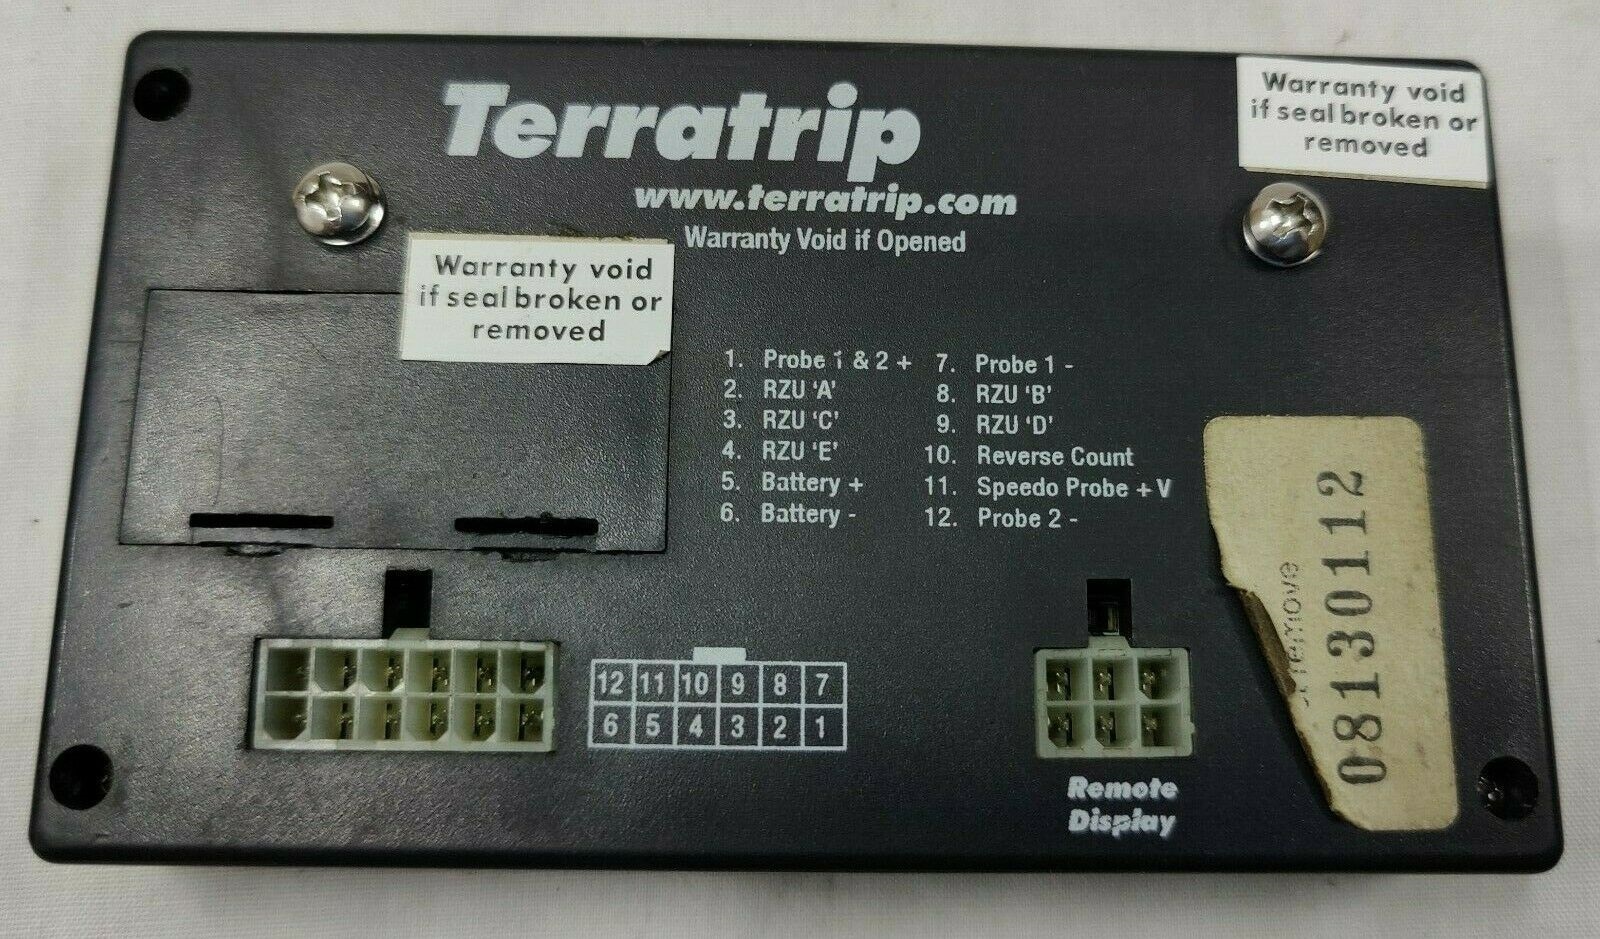 Terratrip
www.terratrip.com
Warranty Void if Opened
Warranty void
if seal broken or
removed
Warranty void
if seal broken or
removed
1. Probe 1 & 2 + 7. Probe 1 -
2. RZU 'A' 8. RZU 'B'
3. RZU 'C' 9. RZU 'D'
4. RZU 'E' 10. Reverse Count
5. Battery + 11. Speedo Probe + V
6. Battery - 12. Probe 2 -
12 11 10 9 8 7
6 5 4 3 2 1
Remote
Display
08130112